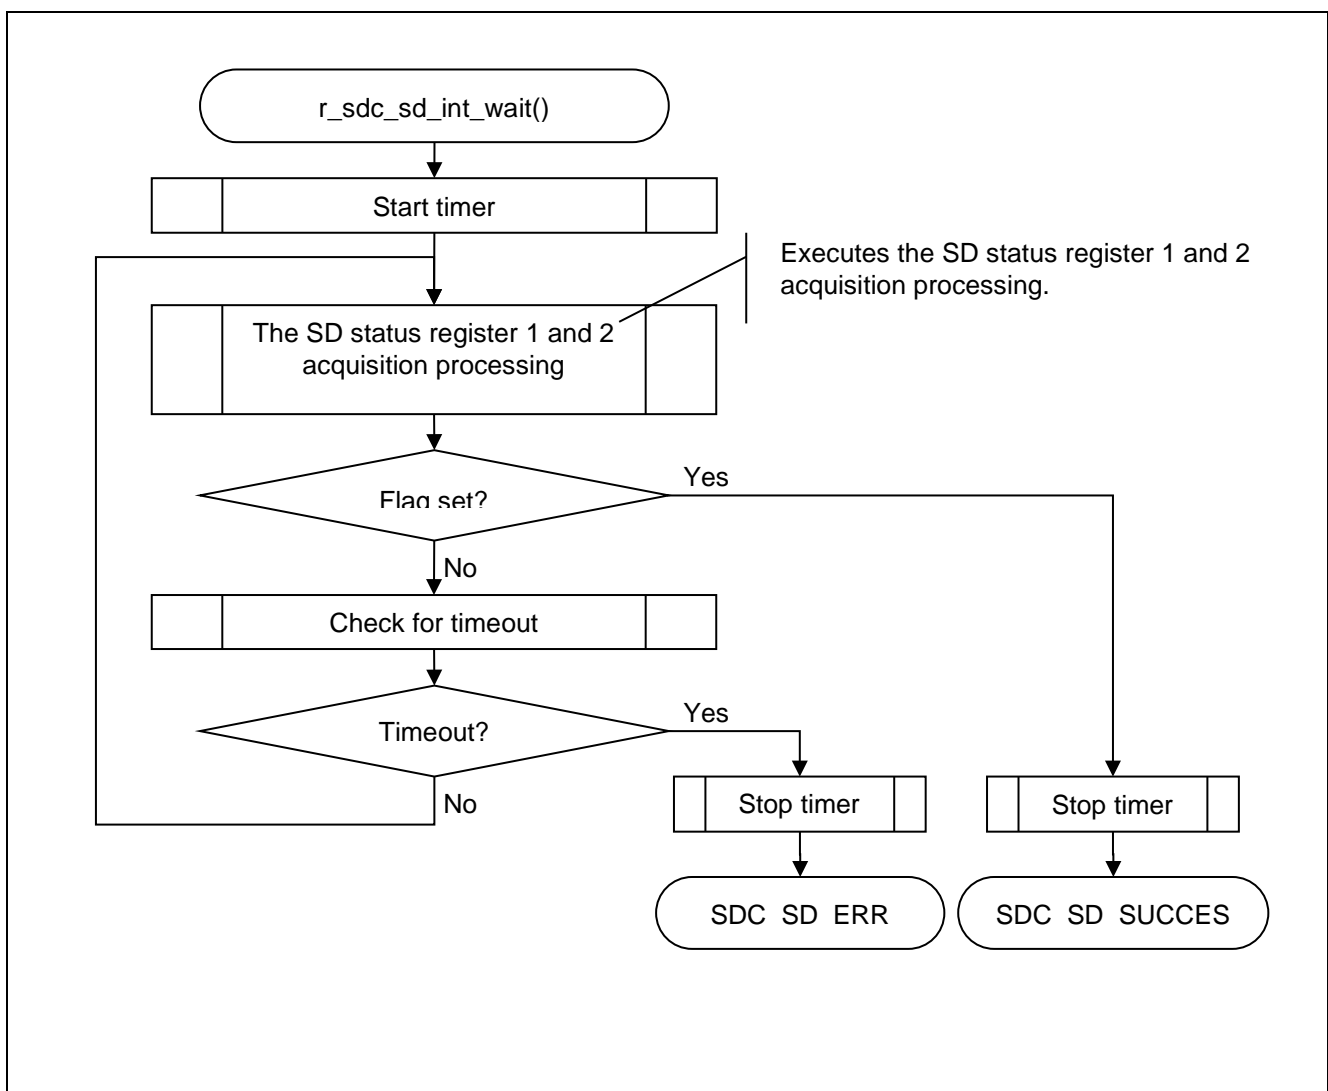 r_sdc_sd_int_wait()
Start timer
Executes the SD status register 1 and 2
acquisition processing.
The SD status register 1 and 2
acquisition processing
Yes
Flag set?
No
Check for timeout
Yes
Timeout?
No
Stop timer
Stop timer
SDC_SD_ERR
SDC_SD_SUCCES